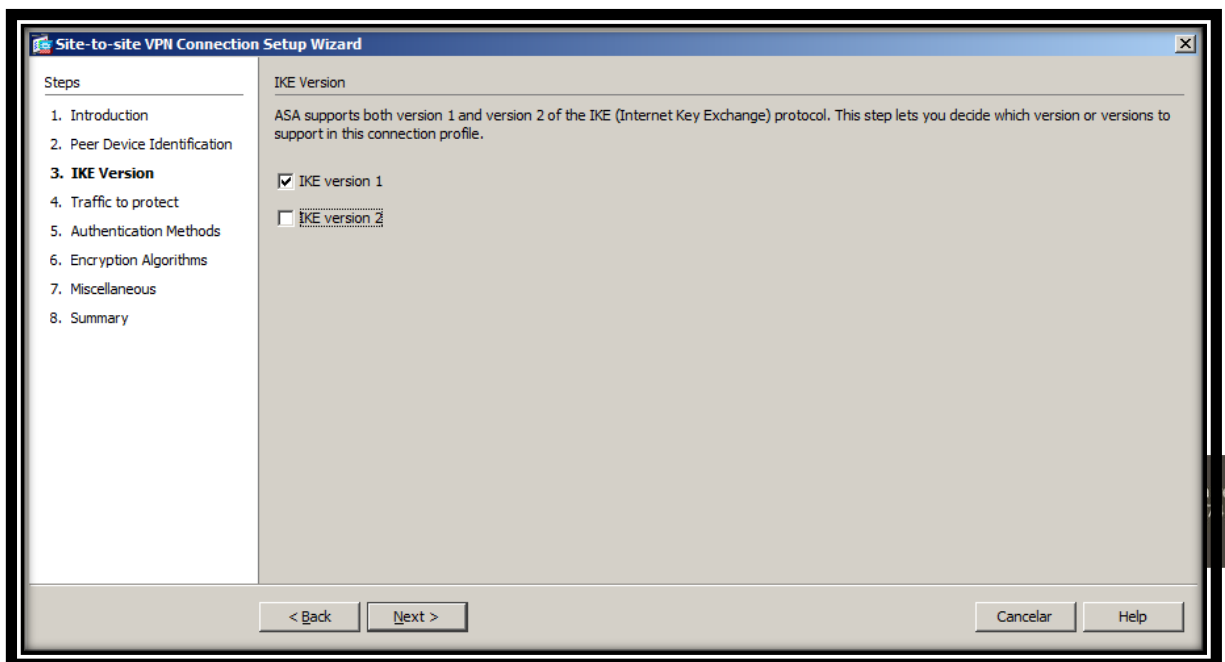 Site-to-site VPN Connection Setup Wizard
Steps
1. Introduction
2. Peer Device Identification
3. IKE Version
4. Traffic to protect
5. Authentication Methods
6. Encryption Algorithms
7. Miscellaneous
8. Summary
IKE Version
ASA supports both version 1 and version 2 of the IKE (Internet Key Exchange) protocol. This step lets you decide which version or versions to
support in this connection profile.
IKE version 1
IKE version 2
< Back
Next >
Cancelar
Help